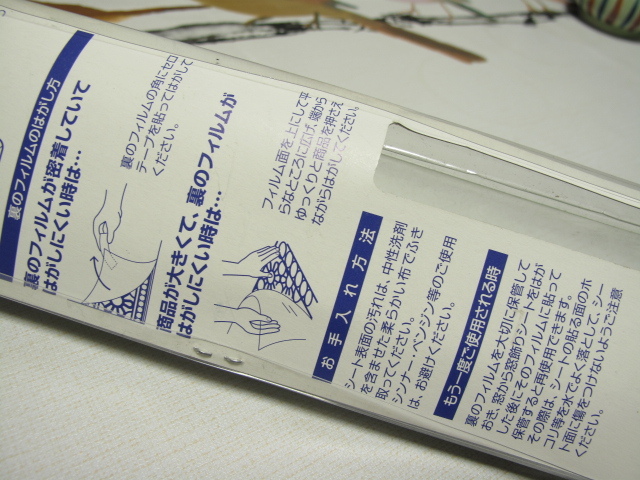 裏のフィルムのはがし方
裏のフィルムが密着していて
はがしにくい時は…
裏のフィルムの角にセロ
テープを貼ってはがして
ください。
商品が大きくて、裏のフィルムが
はがしにくい時は…
フィルム面を上にして平
らなところに広げ、端から
ゆっくりと商品を押さえ
ながらはがしてください。
お手入れ方法
シート表面の汚れは、中性洗剤
を含ませた柔らかい布でふき
取ってください。
シンナー・ベンジン等のご使用
は、お避けください。
もう一度ご使用される時
裏のフィルムを大切に保管して
おき、窓から窓飾りシートをはが
した後にそのフィルムに貼って
保管すると再使用できます。
その際は、シートの貼る面のホ
コリ等を水でよく落として、シー
ト面に傷をつけないように注意
ください。